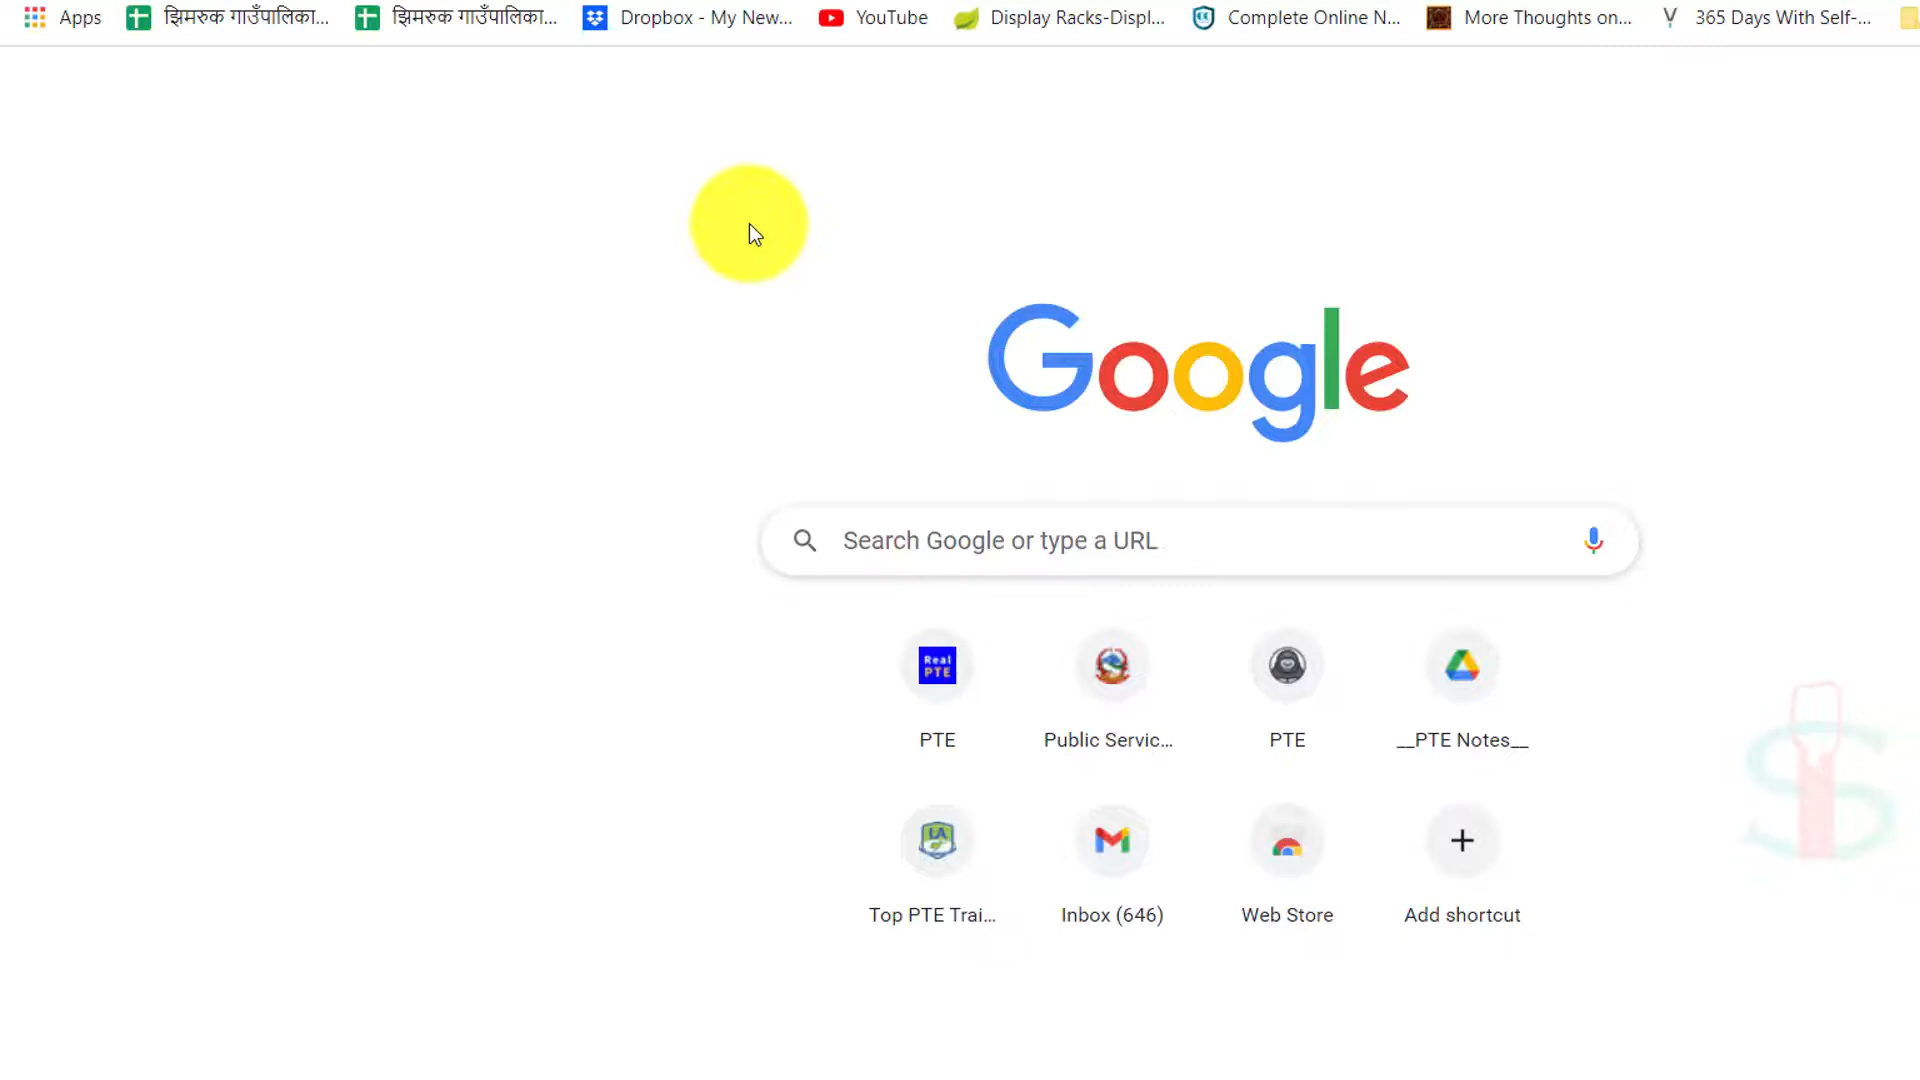 Apps झिमरुक गाउँपालिका... झिमरुक गाउँपालिका... Dropbox - My New... YouTube Display Racks-Displ... Complete Online N... More Thoughts on... 365 Days With Self-...
Google
Search Google or type a URL
Real
PTE
PTE Public Servic... PTE __PTE Notes__
LA
Top PTE Trai... Inbox (646) Web Store Add shortcut